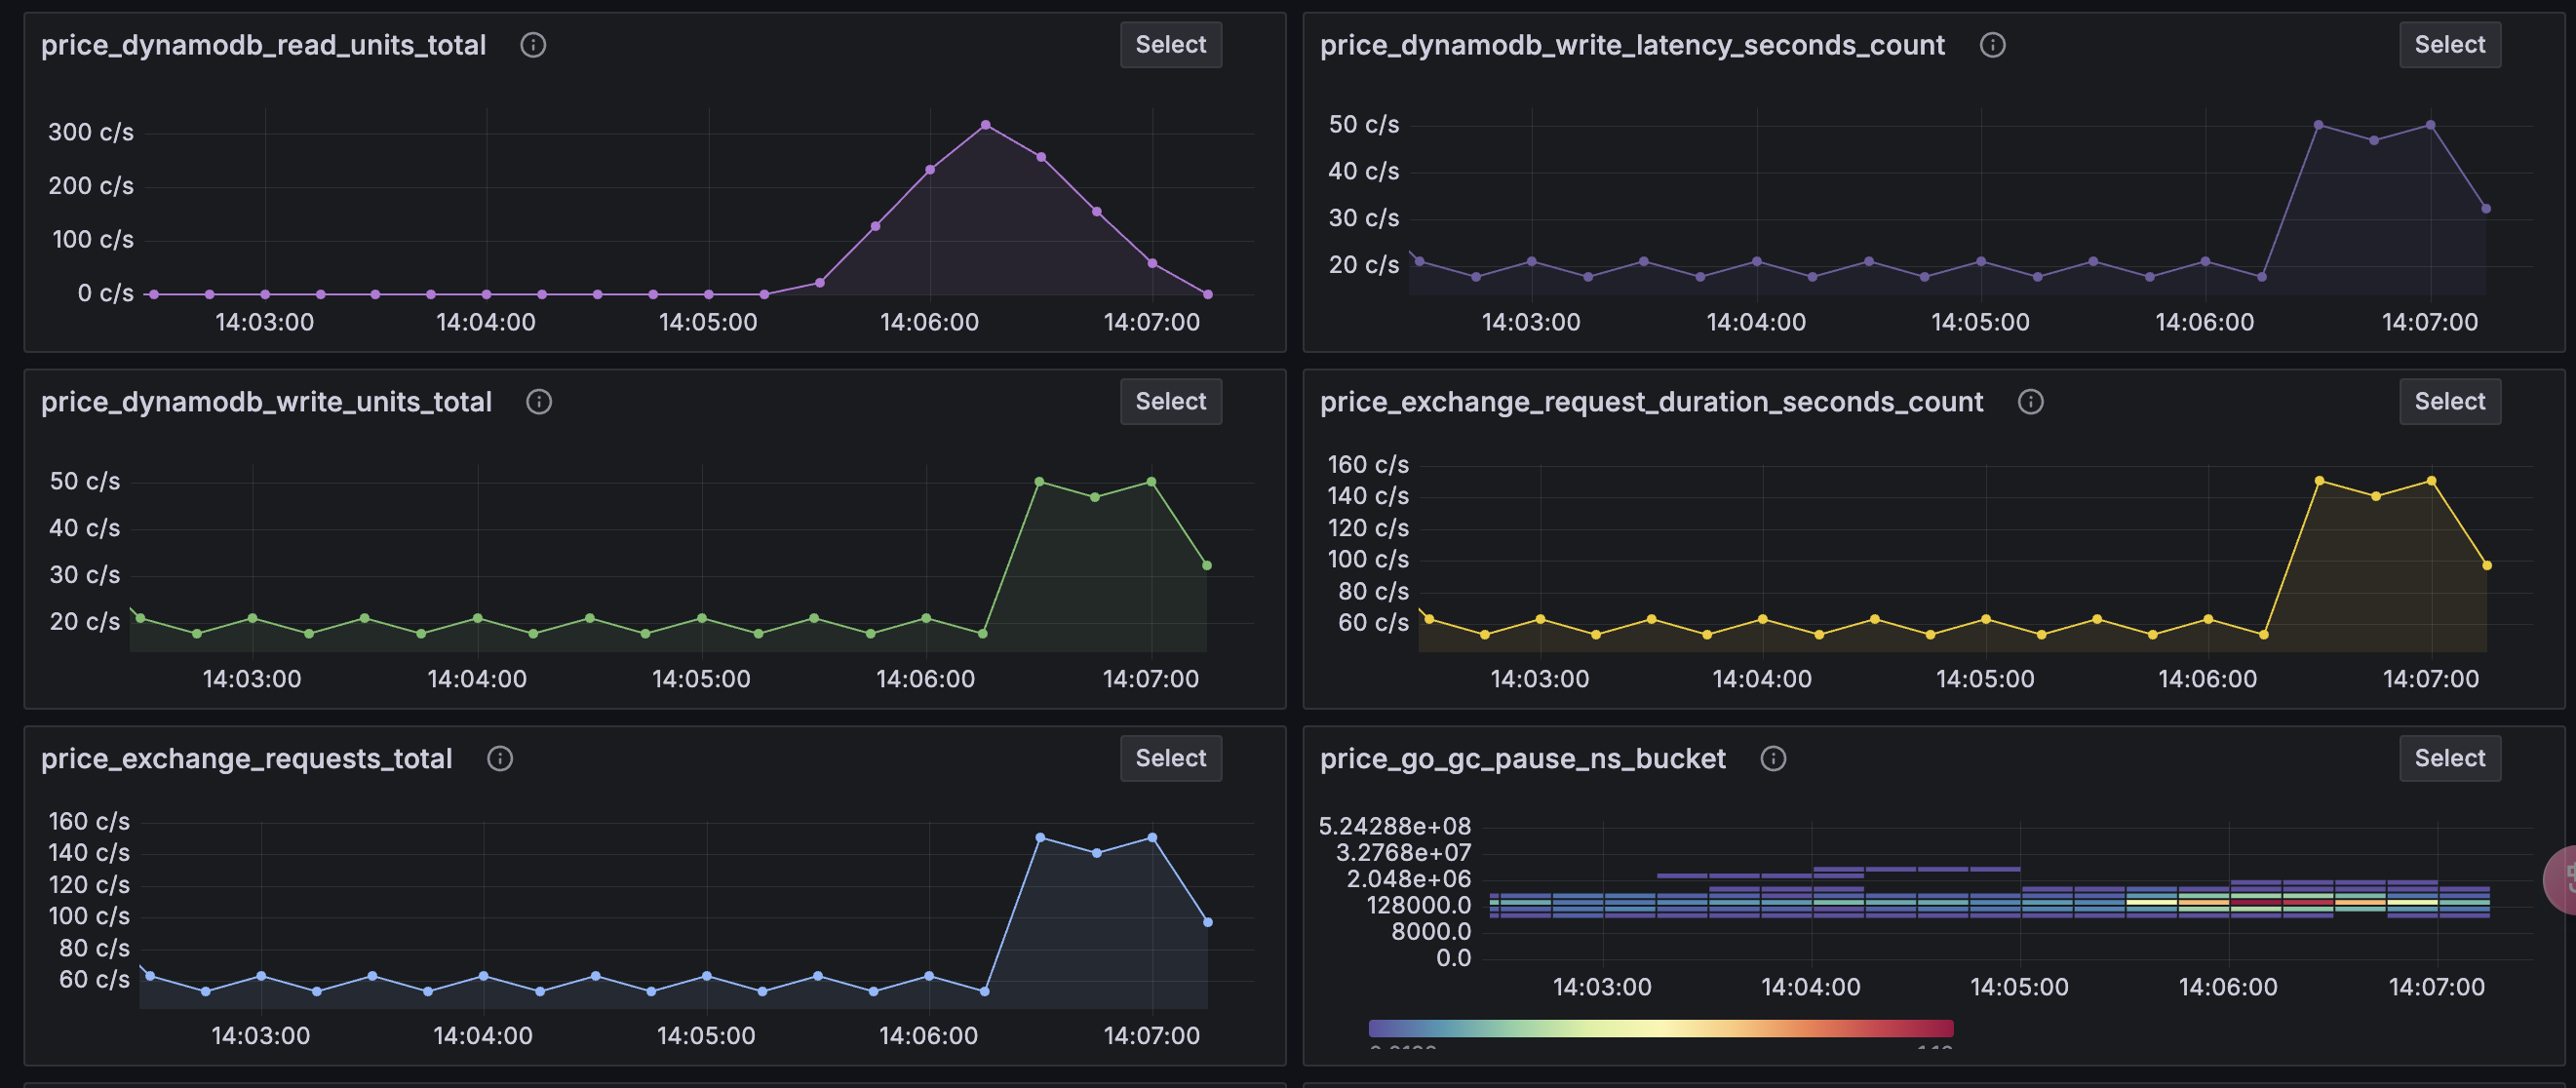 price_dynamodb_read_units_total
Select
300 c/s
200 c/s
100 c/s
0 c/s
14:03:00 14:04:00 14:05:00 14:06:00 14:07:00
price_dynamodb_write_latency_seconds_count
Select
50 c/s
40 c/s
30 c/s
20 c/s
14:03:00 14:04:00 14:05:00 14:06:00 14:07:00
price_dynamodb_write_units_total
Select
50 c/s
40 c/s
30 c/s
20 c/s
14:03:00 14:04:00 14:05:00 14:06:00 14:07:00
price_exchange_request_duration_seconds_count
Select
160 c/s
140 c/s
120 c/s
100 c/s
80 c/s
60 c/s
14:03:00 14:04:00 14:05:00 14:06:00 14:07:00
price_exchange_requests_total
Select
160 c/s
140 c/s
120 c/s
100 c/s
80 c/s
60 c/s
14:03:00 14:04:00 14:05:00 14:06:00 14:07:00
price_go_gc_pause_ns_bucket
Select
5.24288e+08
3.2768e+07
2.048e+06
128000.0
8000.0
0.0
14:03:00 14:04:00 14:05:00 14:06:00 14:07:00